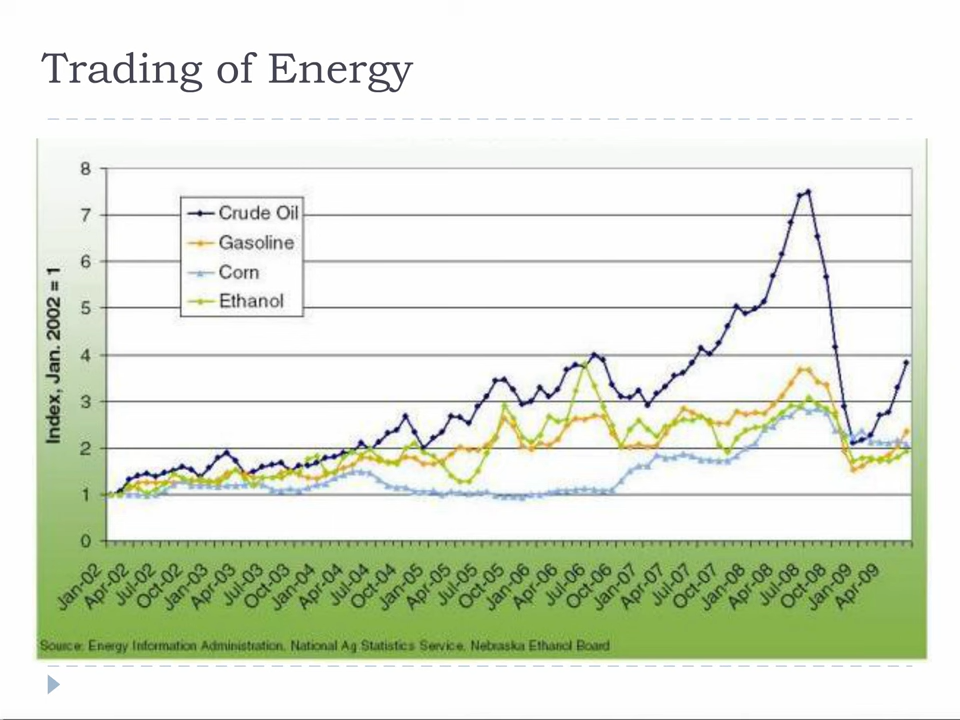 Trading of Energy
8
7
6
5
4
3
2
1
0
Index, Jan. 2002 = 1
Crude Oil
Gasoline
Corn
Ethanol
Jan-02
Apr-02
Jul-02
Oct-02
Jan-03
Apr-03
Jul-03
Oct-03
Jan-04
Apr-04
Jul-04
Oct-04
Jan-05
Apr-05
Jul-05
Oct-05
Jan-06
Apr-06
Jul-06
Oct-06
Jan-07
Apr-07
Jul-07
Oct-07
Jan-08
Apr-08
Jul-08
Oct-08
Jan-09
Apr-09
Source: Energy Information Administration, National Ag Statistics Service, Nebraska Ethanol Board